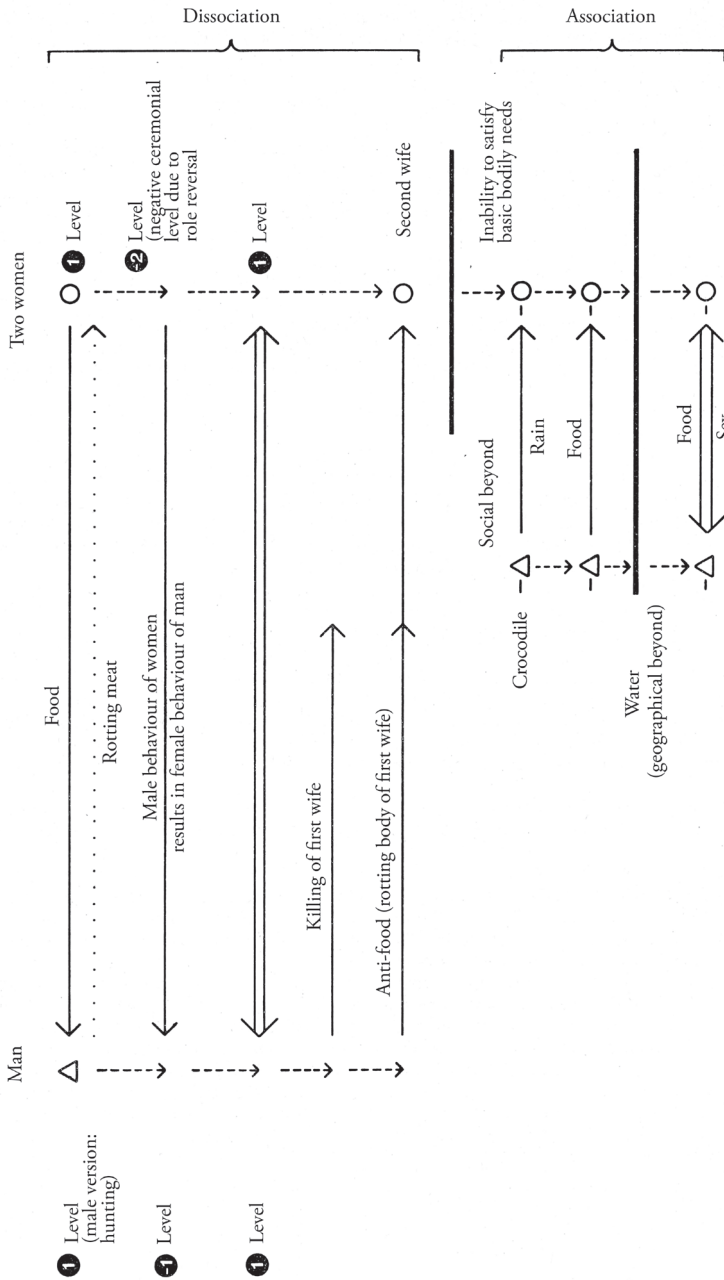 Man
Two women
1 Level
(male version:
hunting)
Food
1 Level
Dissociation
Rotting meat
-1 Level
Male behaviour of women
results in female behaviour of man
-2 Level
(negative ceremonial
level due to
role reversal
1 Level
1 Level
Killing of first wife
Anti-food (rotting body of first wife)
Second wife
Social beyond
Inability to satisfy
basic bodily needs
Association
Crocodile
Rain
Food
Water
(geographical beyond)
Food